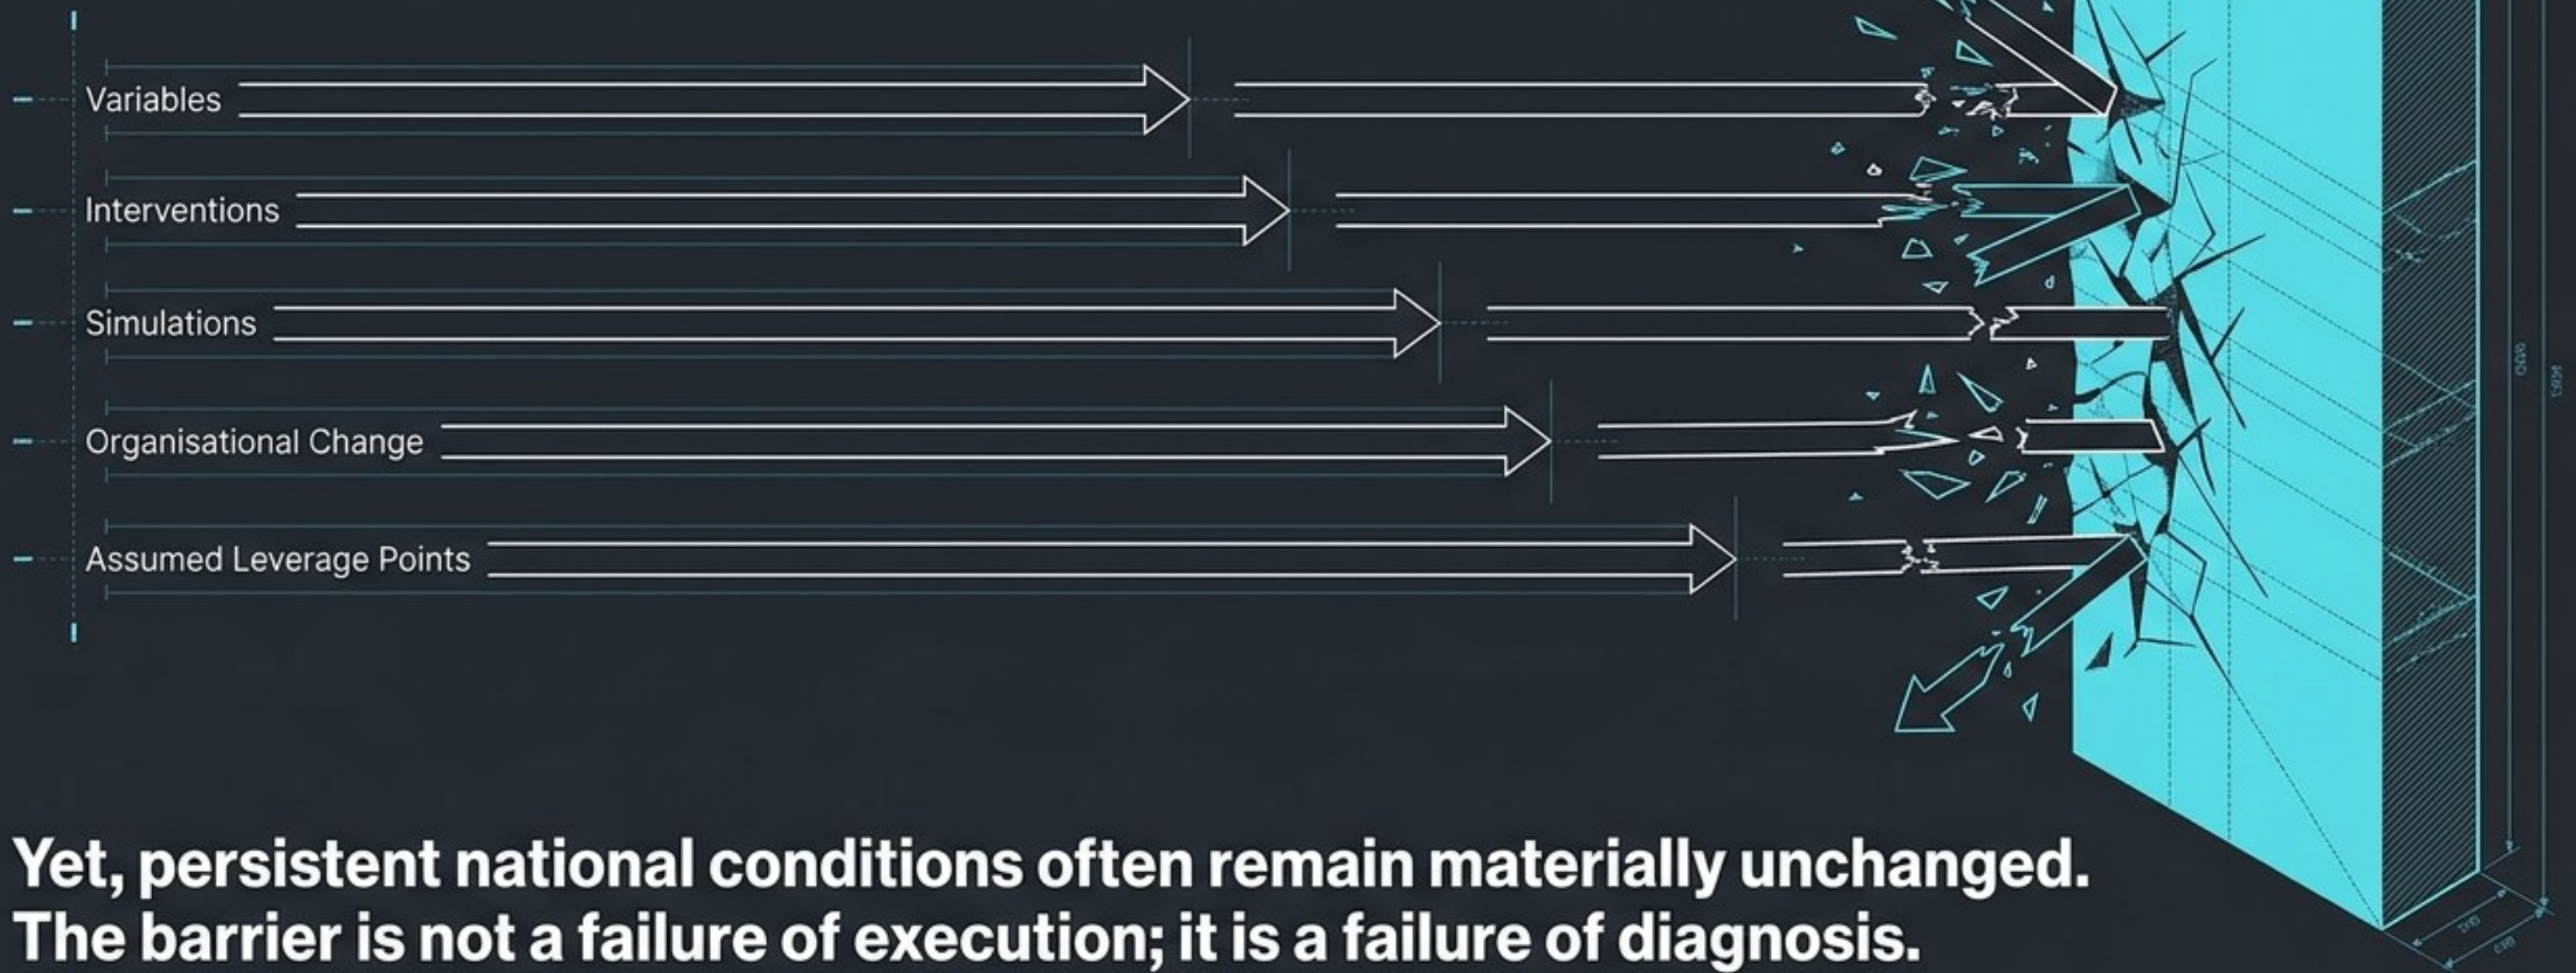 Variables
Interventions
Simulations
Organisational Change
Assumed Leverage Points
Yet, persistent national conditions often remain materially unchanged.
The barrier is not a failure of execution; it is a failure of diagnosis.